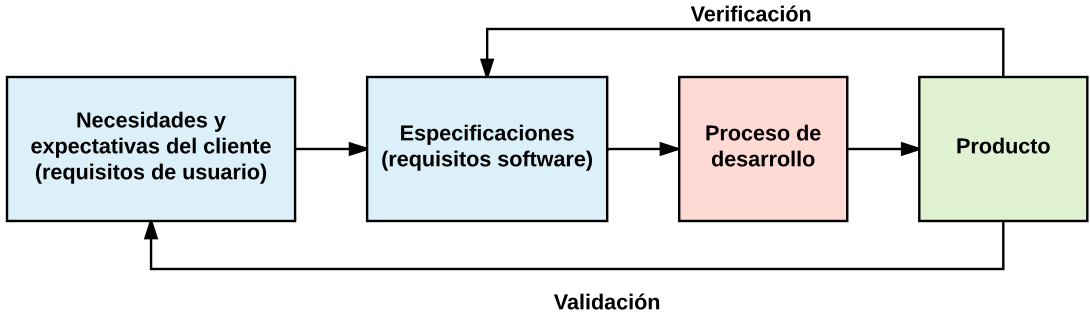 Verificación
Necesidades y
expectativas del cliente
(requisitos de usuario)
Especificaciones
(requisitos software)
Proceso de
desarrollo
Producto
Validación